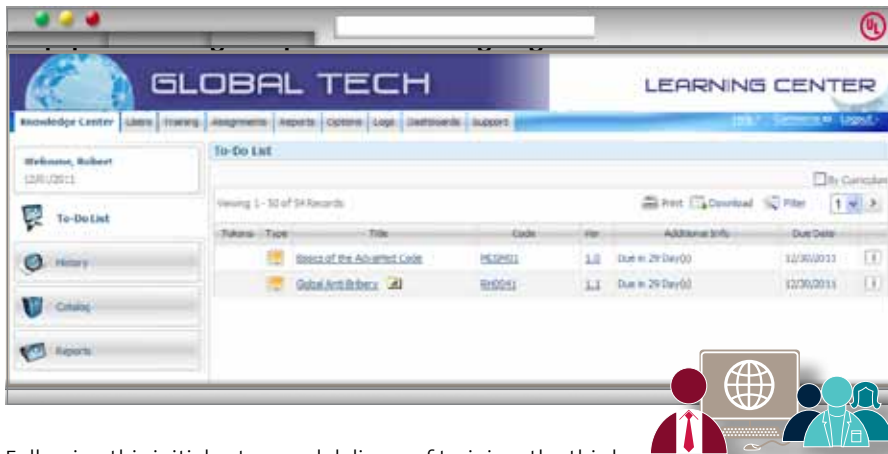 UL
GLOBAL TECH
LEARNING CENTER
Knowledge Center Users Training Assignments Reports Options Logs Dashboards Support
Logout
Welcome, Robert
12/01/2011
To-Do List
By Curriculum
Viewing 1 - 50 of 54 Records
Print Download Filter 1
To-Do List
Tokens Type Title Code Ver Additional Info Due Date
Basics of the Advamed Code 1.0 Due in 29 Day(s) 12/30/2011
History
Global Anti Bribery 1.1 Due in 29 Day(s) 12/30/2011
Catalog
Reports